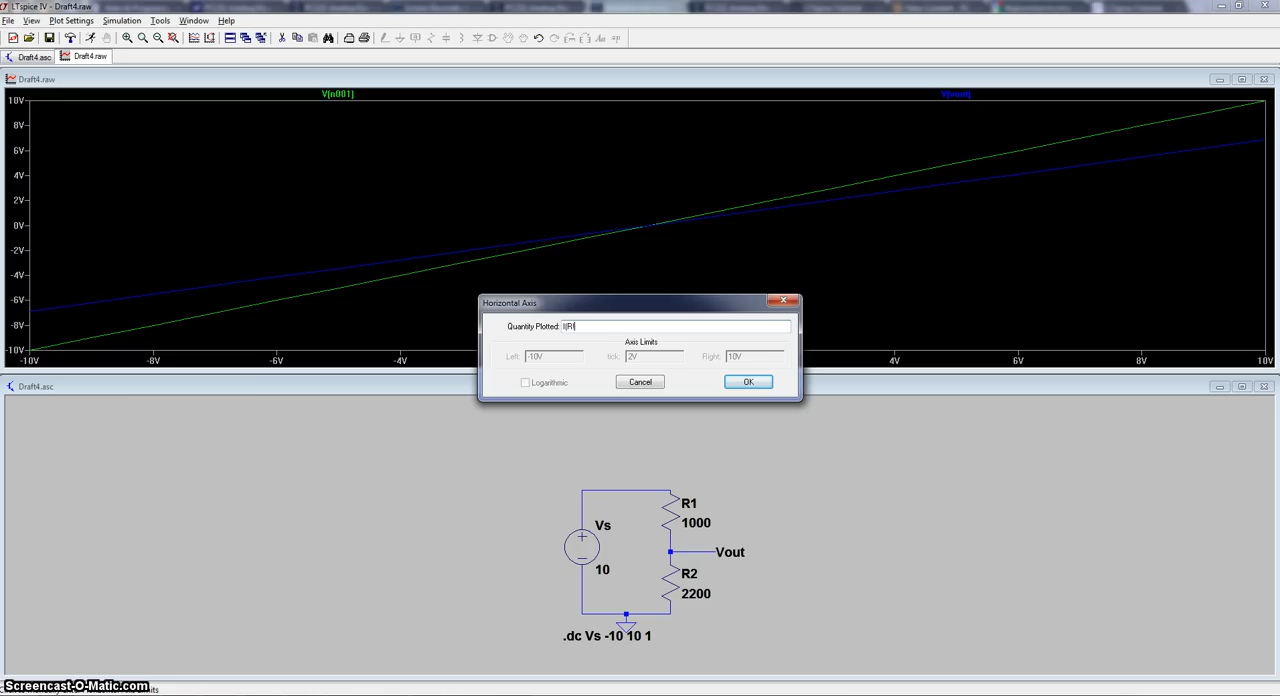 LTspice IV - Draft4.raw
File View Plot Settings Simulation Tools Window Help
Draft4.asc Draft4.raw
Draft4.raw
V[n001] V[vout]
10V
8V
6V
4V
2V
0V
-2V
-4V
-6V
-8V
-10V
-10V -8V -6V -4V 4V 6V 8V 10V
Horizontal Axis
Quantity Plotted:
Axis Limits
Left: -10V tick: 2V Right: 10V
Logarithmic Cancel OK
Draft4.asc
R1
1000
Vs
10
Vout
R2
2200
.dc Vs -10 10 1
Screencast-O-Matic.com